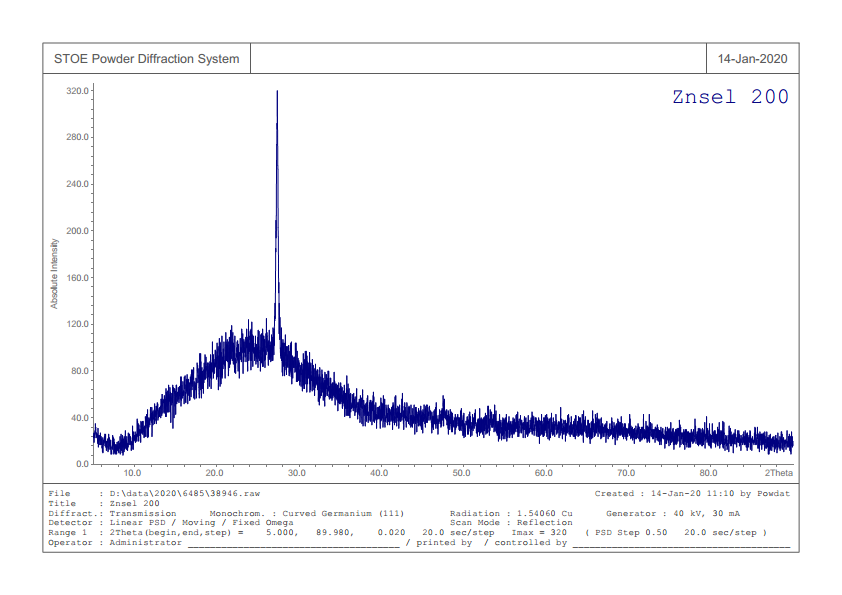 STOE Powder Diffraction System
14-Jan-2020
Znsel 200
320.0
280.0
240.0
200.0
160.0
120.0
80.0
40.0
0.0
Absolute Intensity
10.0 20.0 30.0 40.0 50.0 60.0 70.0 80.0 2Theta
File : D:\data\2020\6485\38946.raw Created : 14-Jan-20 11:10 by Powdat
Title : Znsel 200
Diffract.: Transmission Monochrom. : Curved Germanium (111) Radiation : 1.54060 Cu Generator : 40 kV, 30 mA
Detector : Linear PSD / Moving / Fixed Omega Scan Mode : Reflection
Range 1 : 2Theta(begin,end,step) = 5.000, 89.980, 0.020 20.0 sec/step Imax = 320 ( PSD Step 0.50 20.0 sec/step )
Operator : Administrator ______ / printed by / controlled by ______